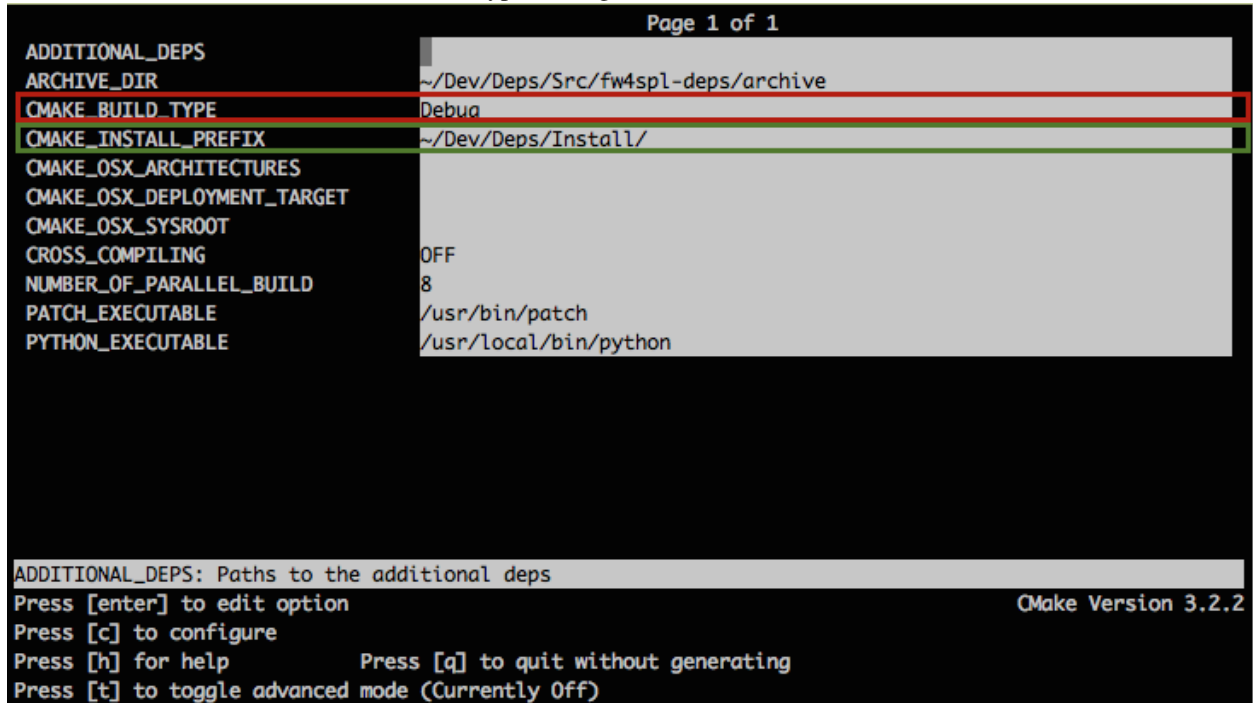 Page 1 of 1
ADDITIONAL_DEPS
ARCHIVE_DIR ~/Dev/Deps/Src/fw4spl-deps/archive
CMAKE_BUILD_TYPE Debug
CMAKE_INSTALL_PREFIX ~/Dev/Deps/Install/
CMAKE_OSX_ARCHITECTURES
CMAKE_OSX_DEPLOYMENT_TARGET
CMAKE_OSX_SYSROOT
CROSS_COMPILING OFF
NUMBER_OF_PARALLEL_BUILD 8
PATCH_EXECUTABLE /usr/bin/patch
PYTHON_EXECUTABLE /usr/local/bin/python
ADDITIONAL_DEPS: Paths to the additional deps
Press [enter] to edit option CMake Version 3.2.2
Press [c] to configure
Press [h] for help Press [q] to quit without generating
Press [t] to toggle advanced mode (Currently Off)